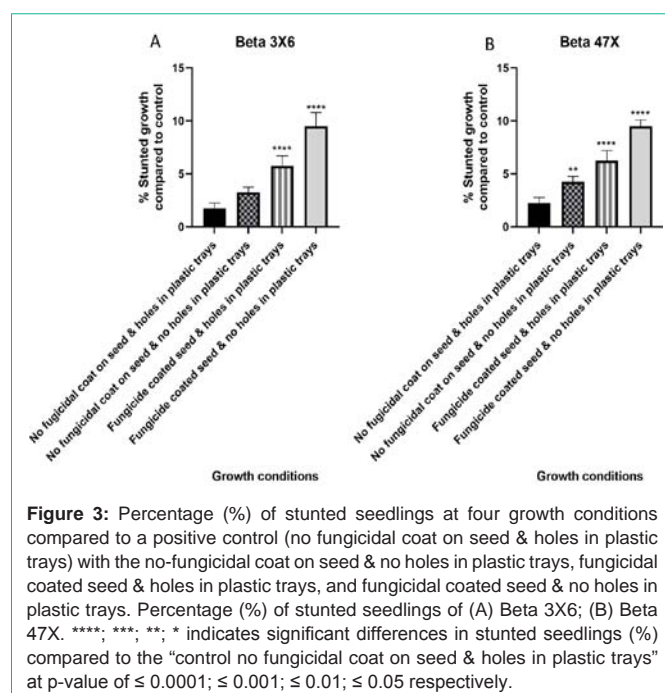 A
Beta 3X6
% Stunted growth
compared to control
15
10
5
0
****
****
No fugicidal coat on seed & holes in plastic trays
No fungicidal coat on seed & no holes in plastic trays
Fungicide coated seed & holes in plastic trays
Fungicide coated seed & no holes in plastic trays
Growth conditions
B
Beta 47X
% Stunted growth
compared to control
15
10
5
0
**
****
****
No fugicidal coat on seed & holes in plastic trays
No fungicidal coat on seed & no holes in plastic trays
Fungicide coated seed & holes in plastic trays
Fungicide coated seed & no holes in plastic trays
Growth conditions
Figure 3: Percentage (%) of stunted seedlings at four growth conditions
compared to a positive control (no fungicidal coat on seed & holes in plastic
trays) with the no-fungicidal coat on seed & no holes in plastic trays, fungicidal
coated seed & holes in plastic trays, and fungicidal coated seed & no holes in
plastic trays. Percentage (%) of stunted seedlings of (A) Beta 3X6; (B) Beta
47X. ****; ***; **; * indicates significant differences in stunted seedlings (%)
compared to the “control no fungicidal coat on seed & holes in plastic trays”
at p-value of ≤ 0.0001; ≤ 0.001; ≤ 0.01; ≤ 0.05 respectively.